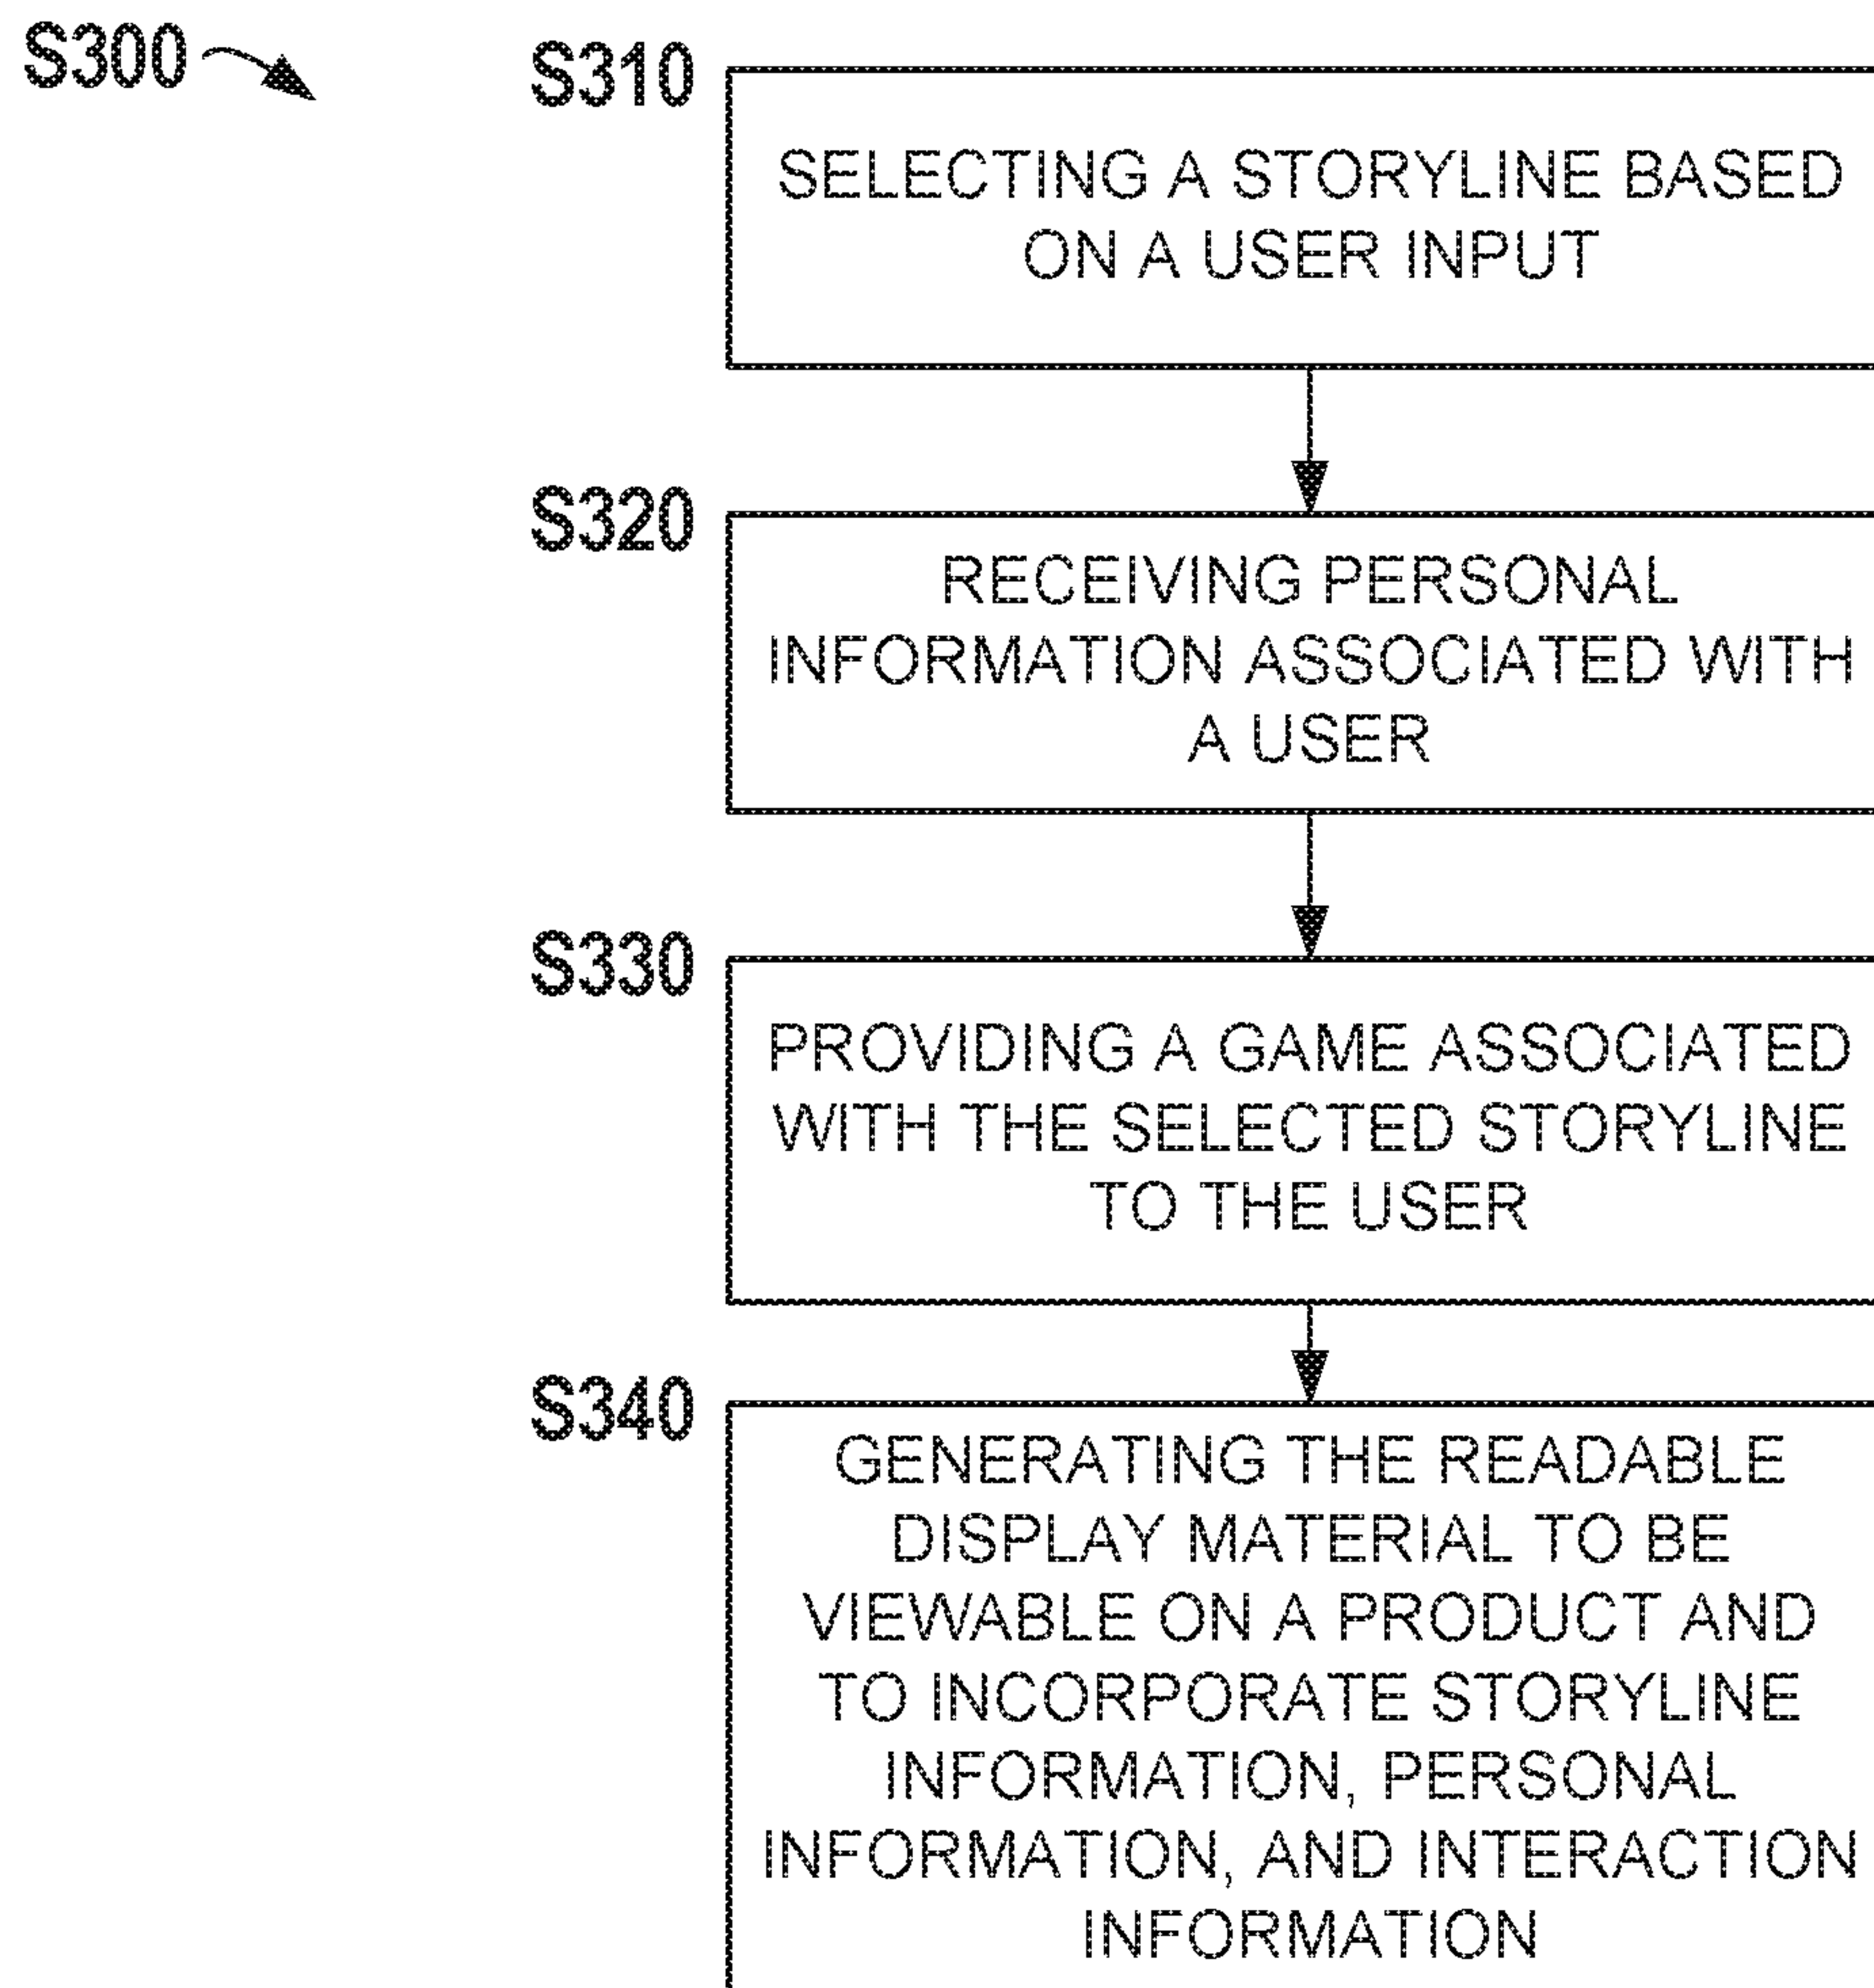 S300
S310
SELECTING A STORYLINE BASED
ON A USER INPUT
S320
RECEIVING PERSONAL
INFORMATION ASSOCIATED WITH
A USER
S330
PROVIDING A GAME ASSOCIATED
WITH THE SELECTED STORYLINE
TO THE USER
S340
GENERATING THE READABLE
DISPLAY MATERIAL TO BE
VIEWABLE ON A PRODUCT AND
TO INCORPORATE STORYLINE
INFORMATION, PERSONAL
INFORMATION, AND INTERACTION
INFORMATION